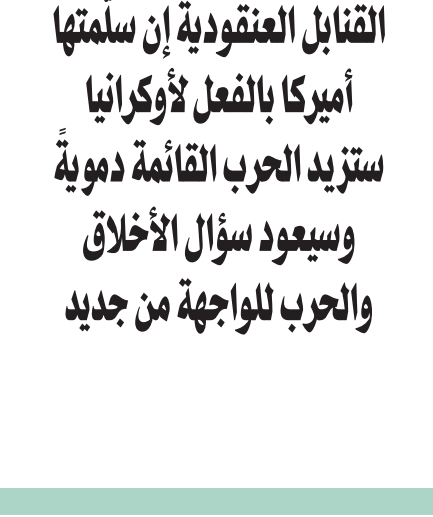 القنابل العنقودية إن سلّمتها
أميركا بالفعل لأوكرانيا
ستزيد الحرب القائمة دمويةً
وسيعود سؤال الأخلاق
والحرب للواجهة من جديد